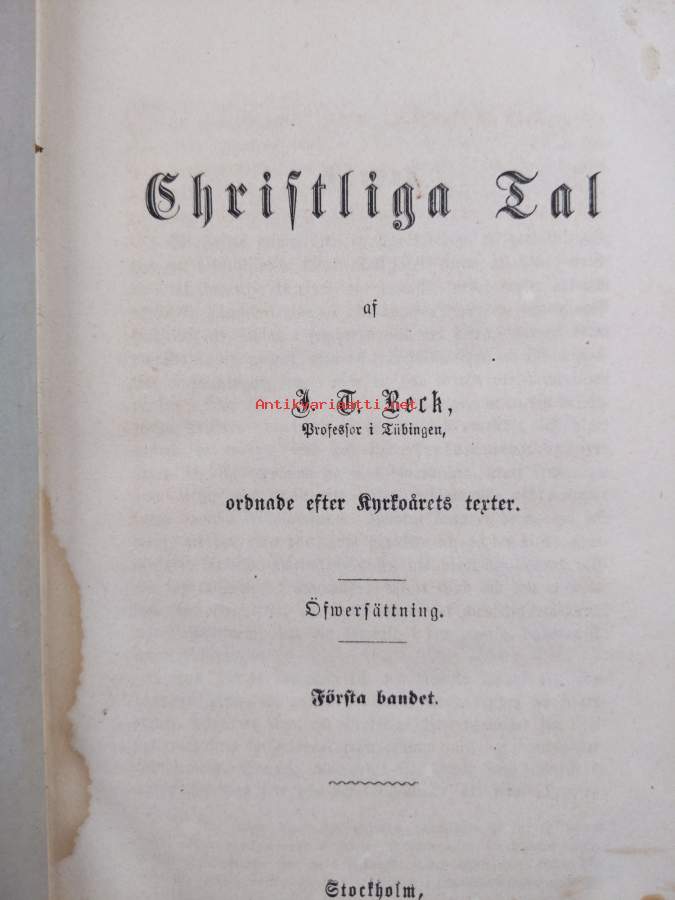 Christliga Tal
af
J. T. Beck,
Antikvariaatti.net
Professor i Tübingen,
ordnade efter Kyrkoårets texter.
Öfwersättning.
Första bandet.
Stockholm,